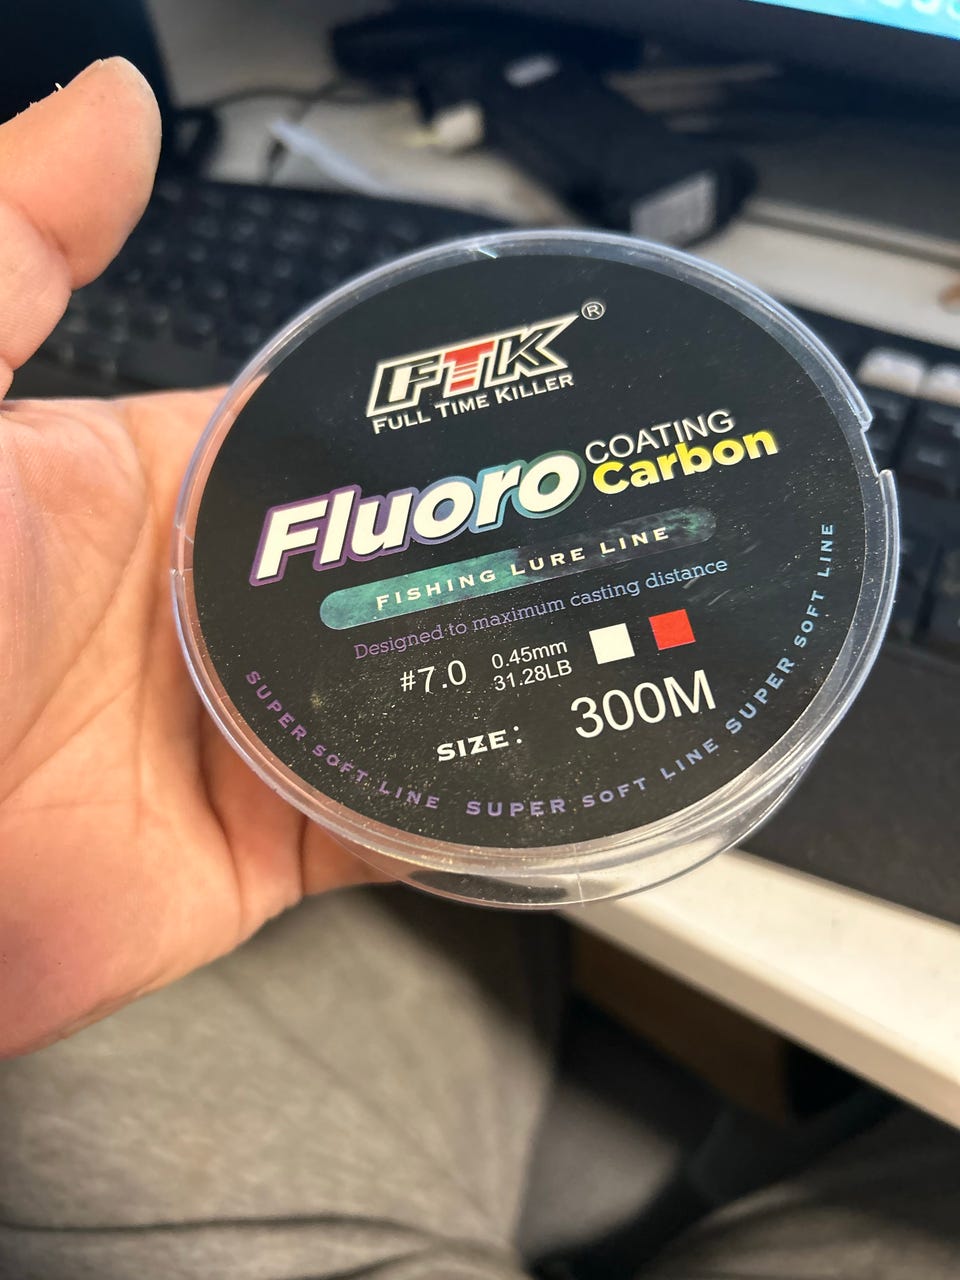 FTK®
FULL TIME KILLER
Fluoro COATING Carbon
FISHING LURE LINE
Designed to maximum casting distance
#7.0 0.45mm
31.28LB
SIZE: 300M
SUPER SOFT LINE SUPER SOFT LINE SUPER SOFT LINE